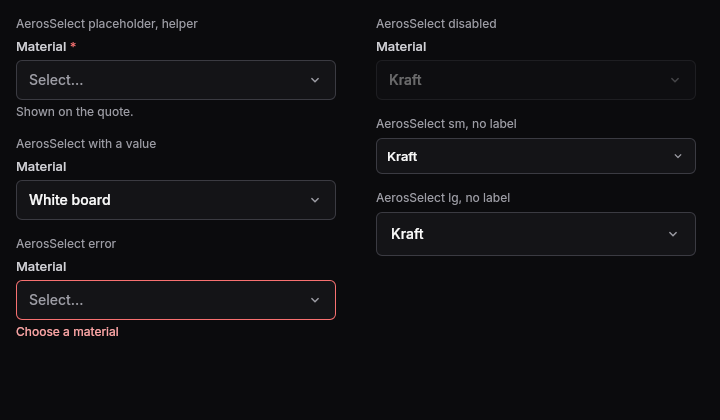 AerosSelect placeholder, helper
Material *
Select...
Shown on the quote.
AerosSelect with a value
Material
White board
AerosSelect error
Material
Select...
Choose a material
AerosSelect disabled
Material
Kraft
AerosSelect sm, no label
Kraft
AerosSelect lg, no label
Kraft